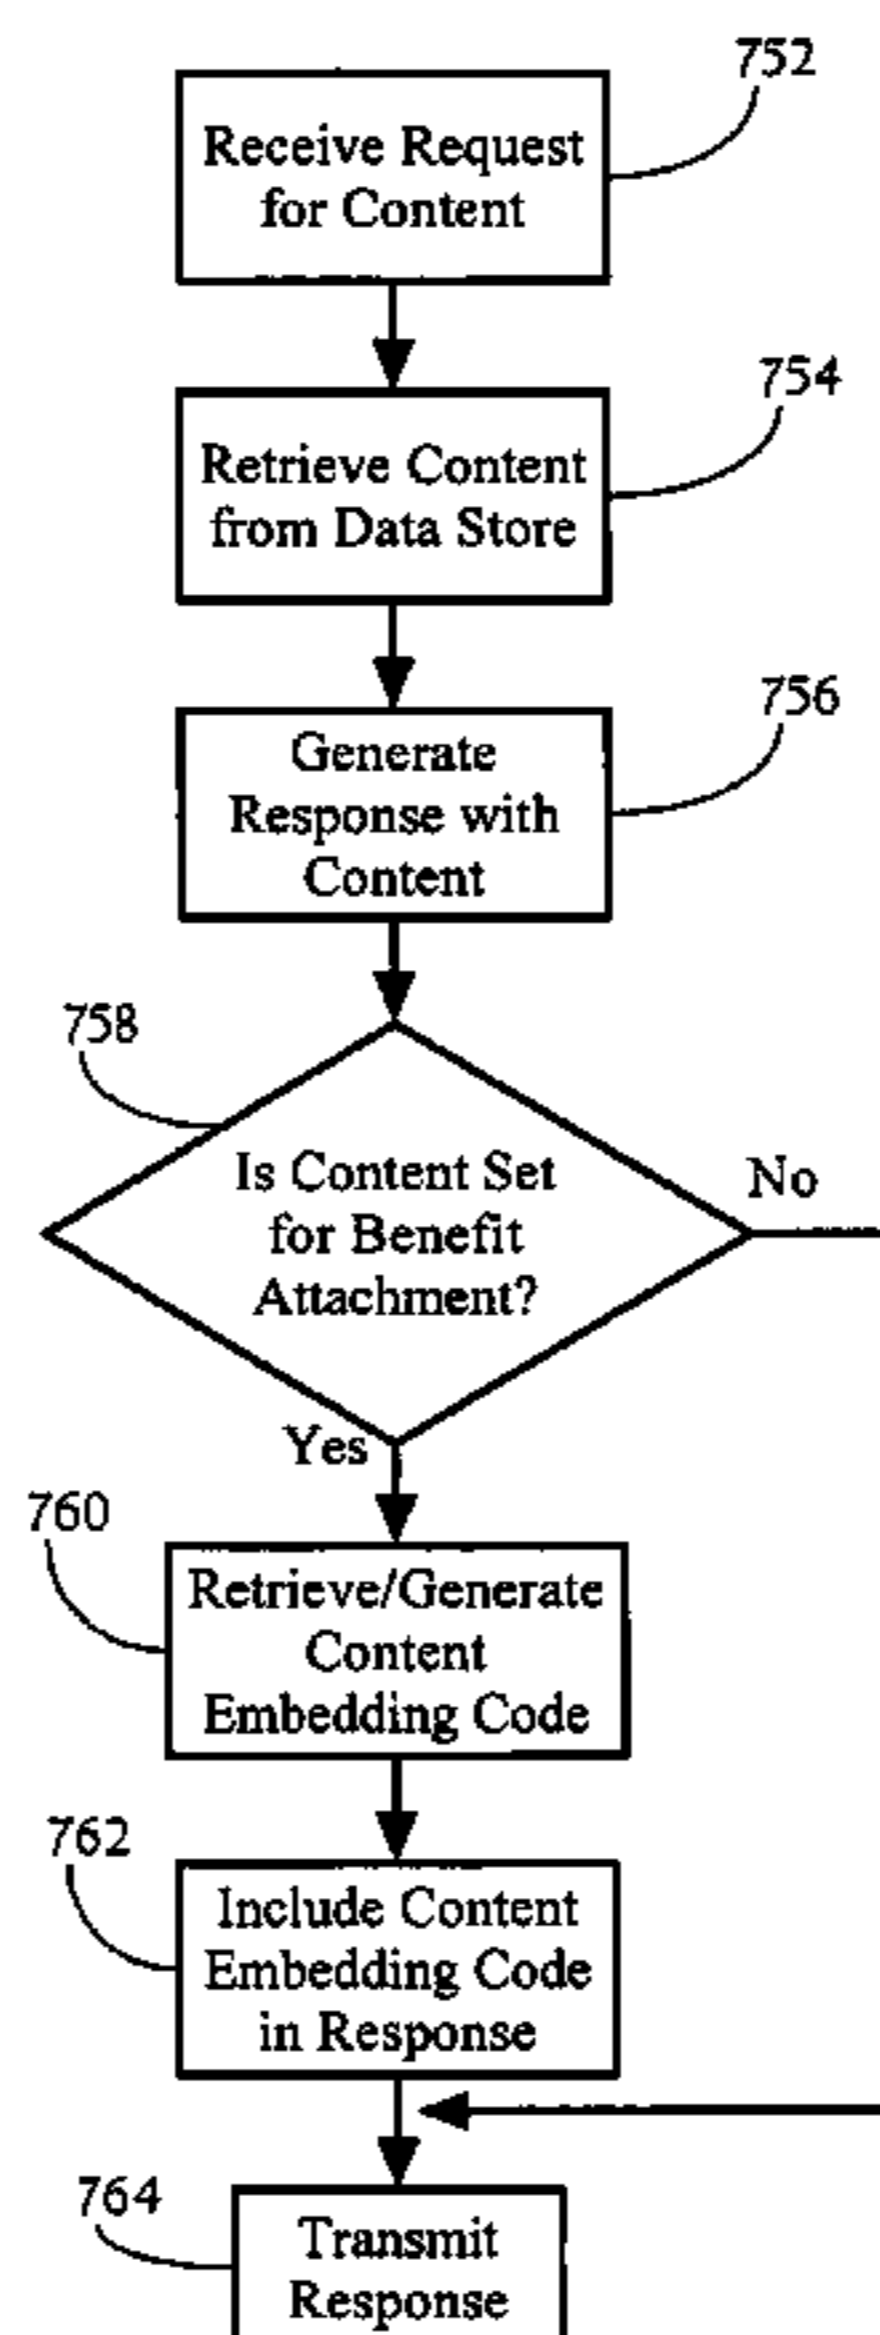 752
Receive Request
for Content
754
Retrieve Content
from Data Store
756
Generate
Response with
Content
758
Is Content Set
for Benefit
Attachment?
No
Yes
760
Retrieve/Generate
Content
Embedding Code
762
Include Content
Embedding Code
in Response
764
Transmit
Response